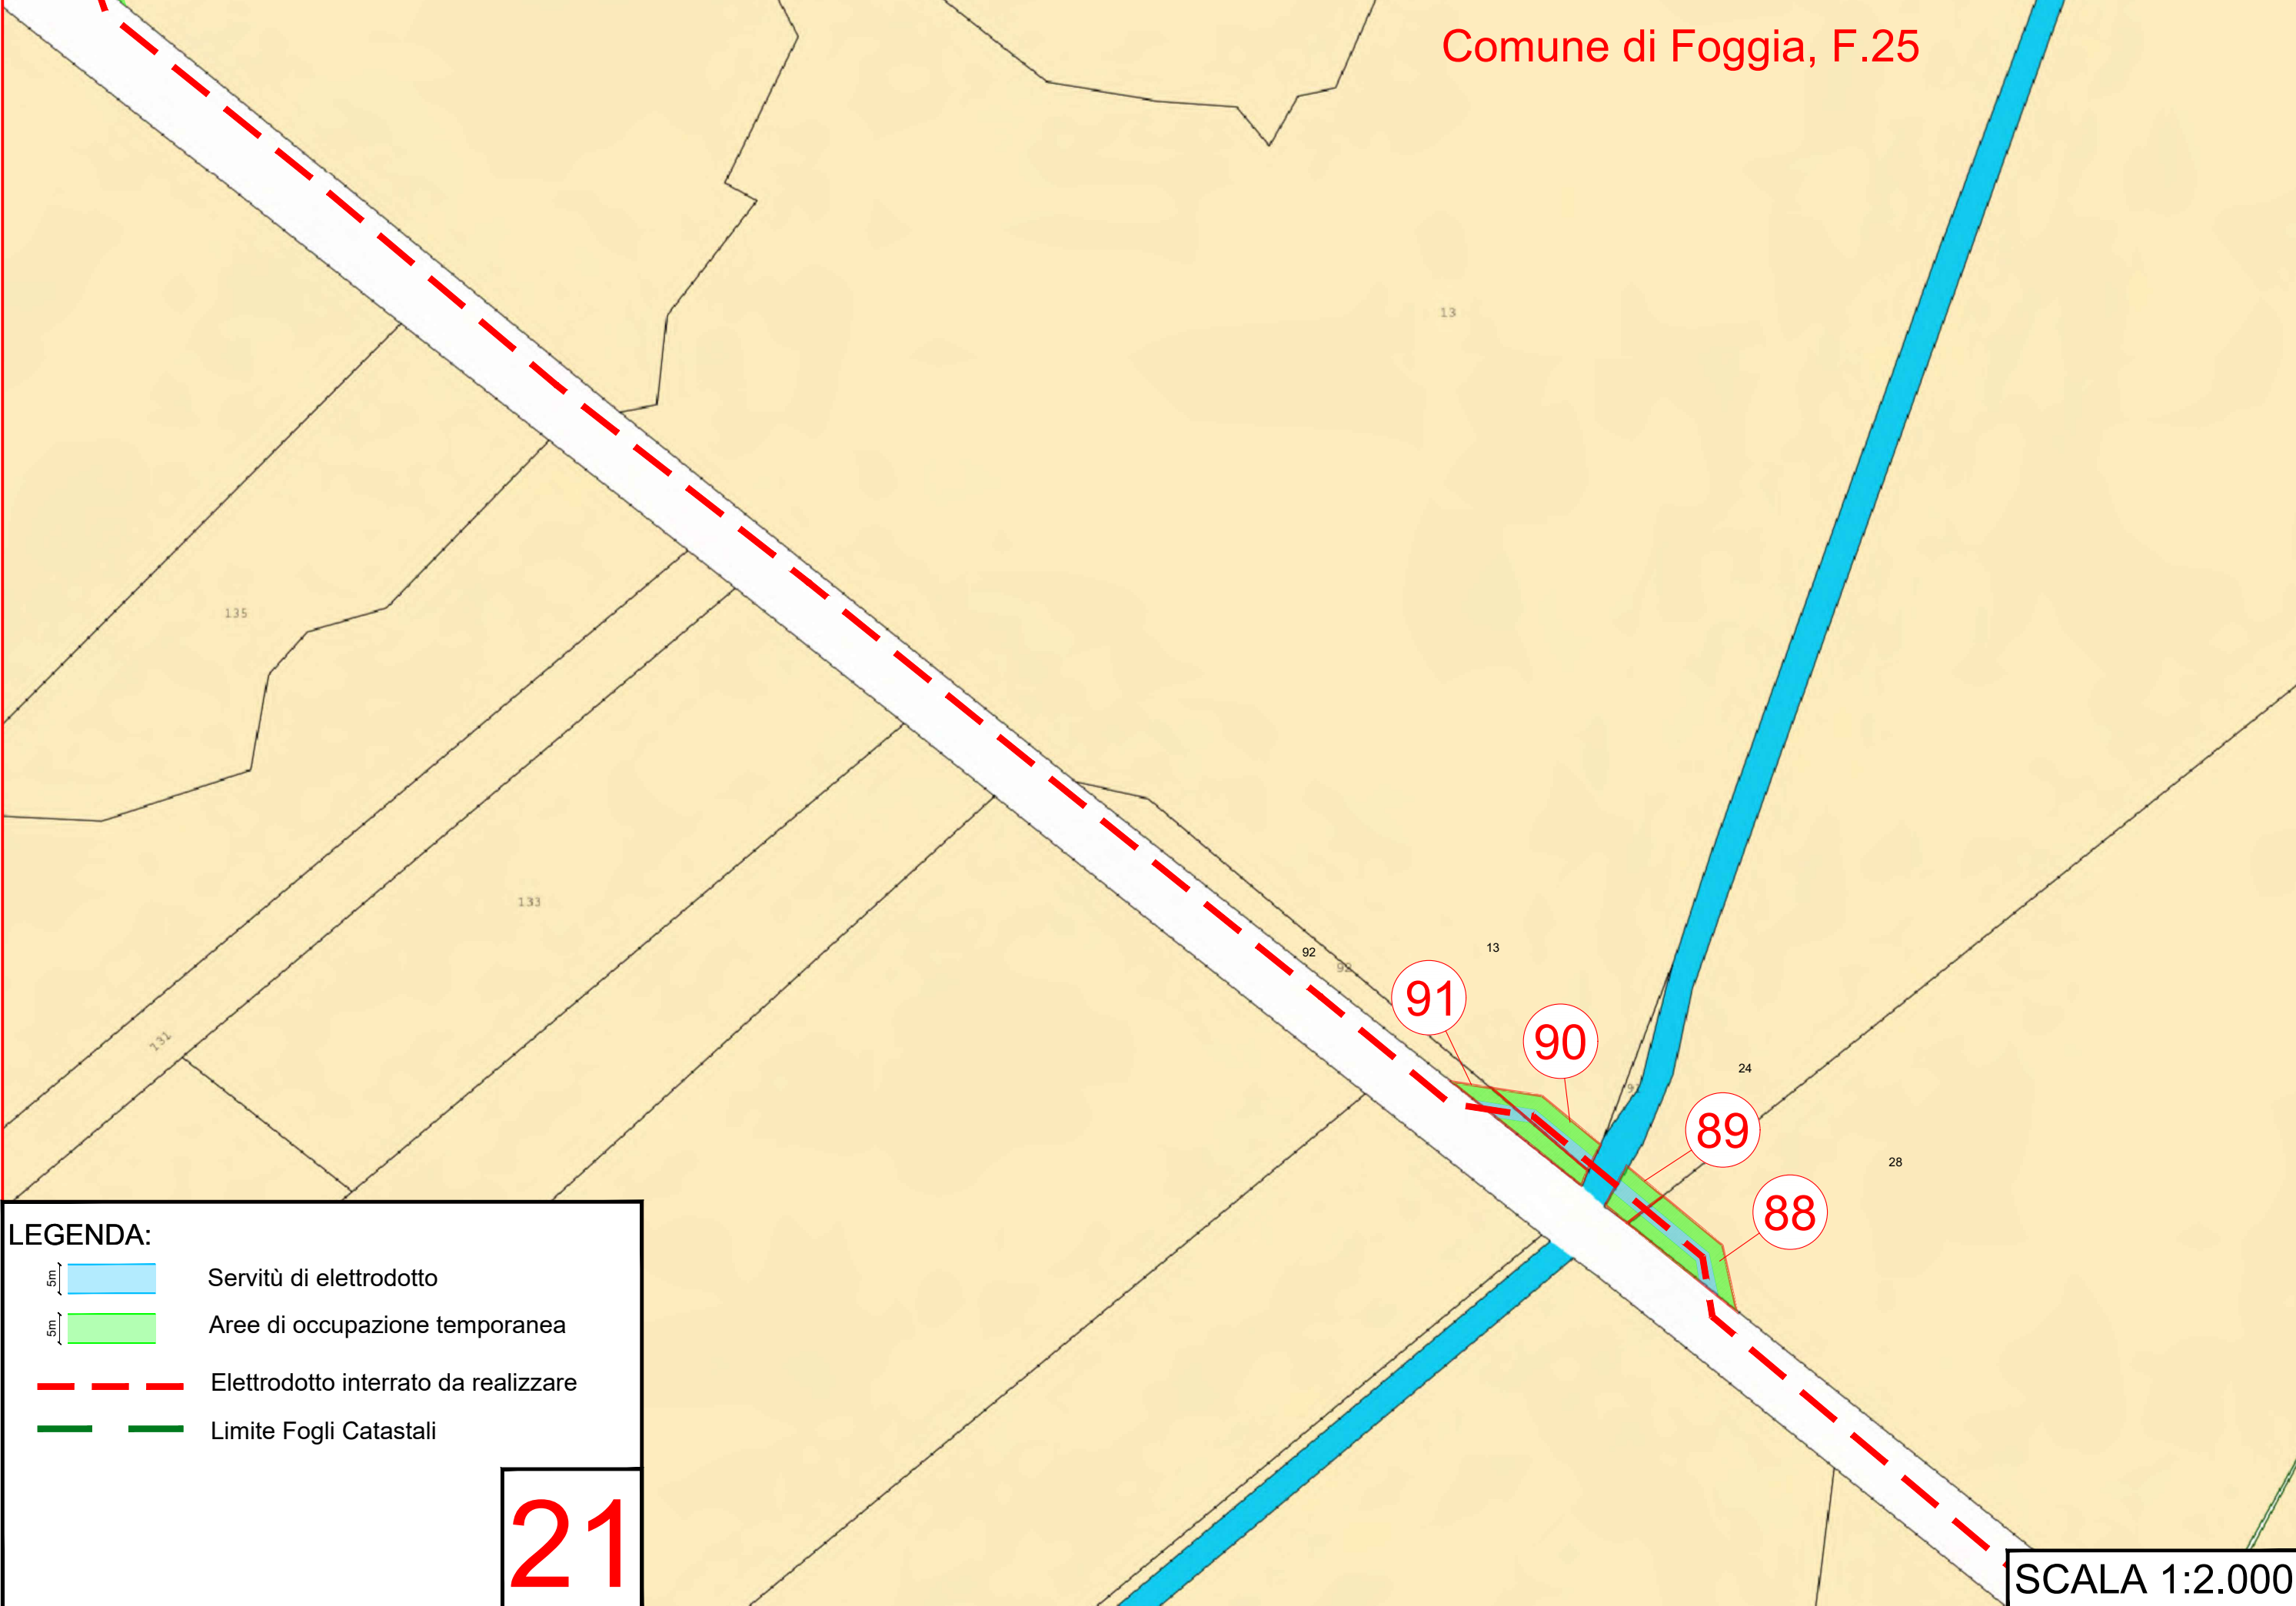 Comune di Foggia, F.25
13
135
133
92
92
13
91
90
131
91
24
89
28
88
LEGENDA:
5m
Servitù di elettrodotto
5m
Aree di occupazione temporanea
Elettrodotto interrato da realizzare
Limite Fogli Catastali
21
SCALA 1:2.000